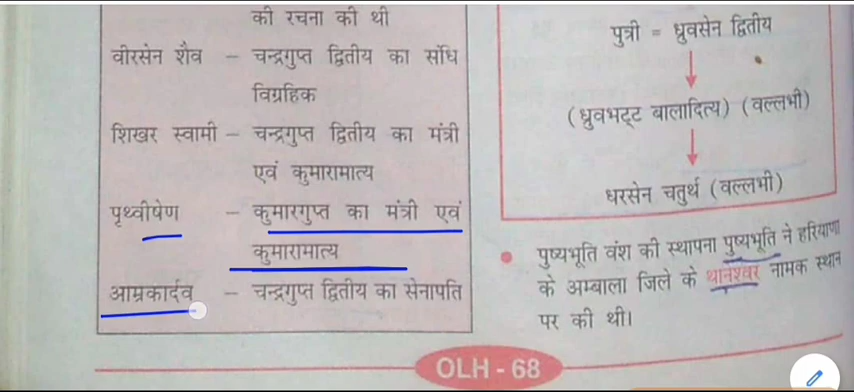 की रचना की थी
वीरसेन शैव – चन्द्रगुप्त द्वितीय का संधि
विग्रहिक
शिखर स्वामी – चन्द्रगुप्त द्वितीय का मंत्री
एवं कुमारामात्य
पृथ्वीषेण – कुमारगुप्त का मंत्री एवं
कुमारामात्य
आम्रकार्दव – चन्द्रगुप्त द्वितीय का सेनापति
पुत्री = ध्रुवसेन द्वितीय
(ध्रुवभट्ट बालादित्य) (वल्लभी)
धरसेन चतुर्थ (वल्लभी)
पुष्यभूति वंश की स्थापना पुष्यभूति ने हरियाणा
के अम्बाला जिले के थानेश्वर नामक स्थान
पर की थी।
OLH - 68